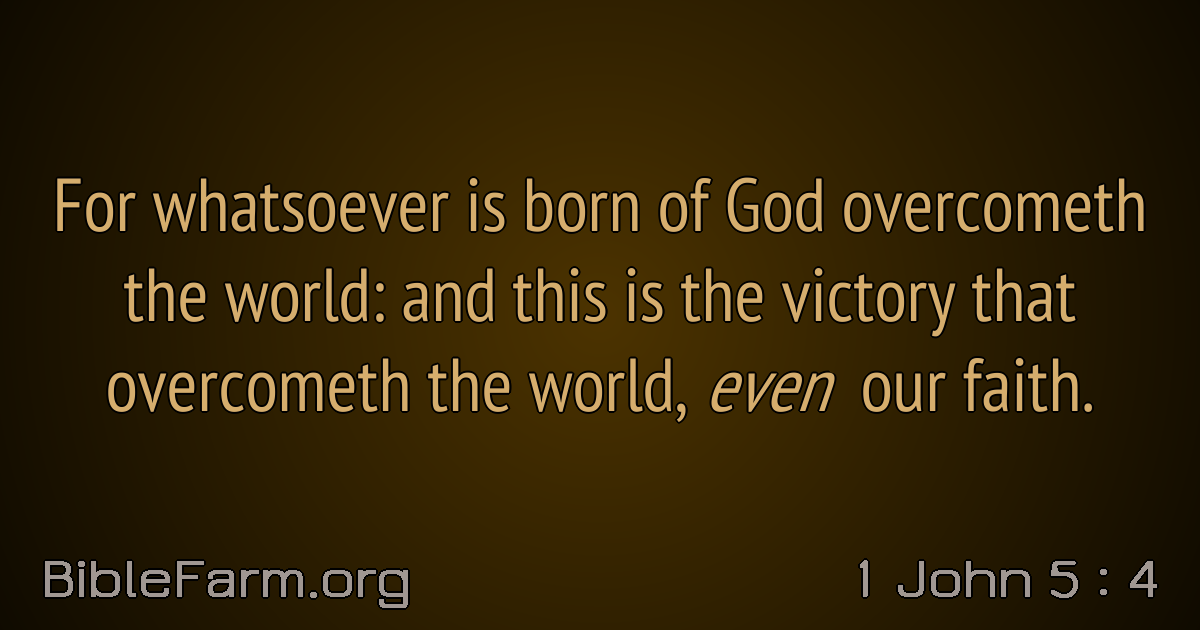 For whatsoever is born of God overcometh
the world: and this is the victory that
overcometh the world, even our faith.
BibleFarm.org
1 John 5 : 4